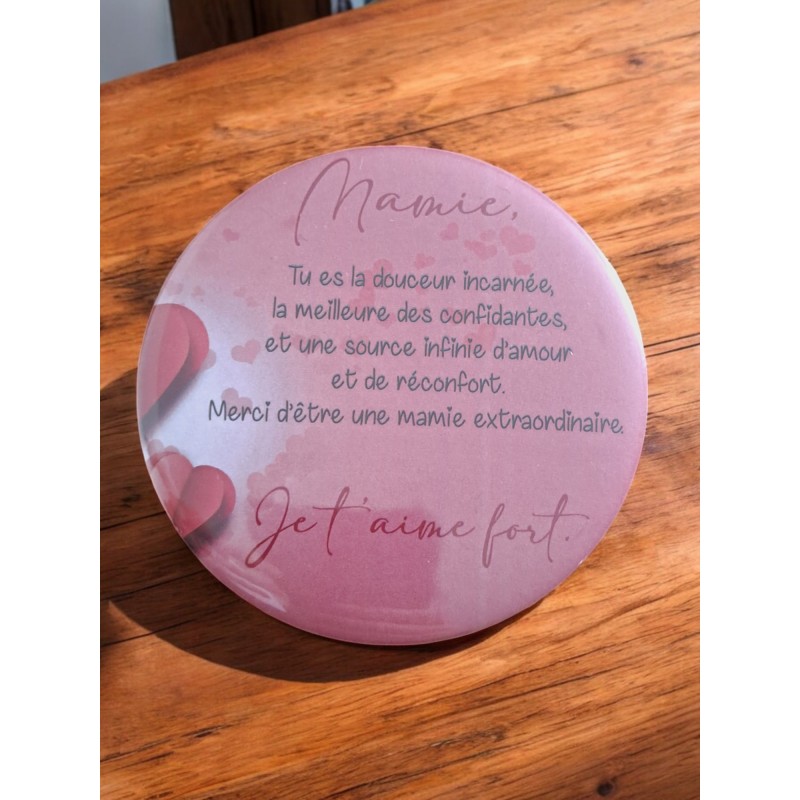 Mamie,
Tu es la douceur incarnée,
la meilleure des confidantes,
et une source infinie d'amour
et de réconfort.
Merci d'être une mamie extraordinaire.
Je t'aime fort.